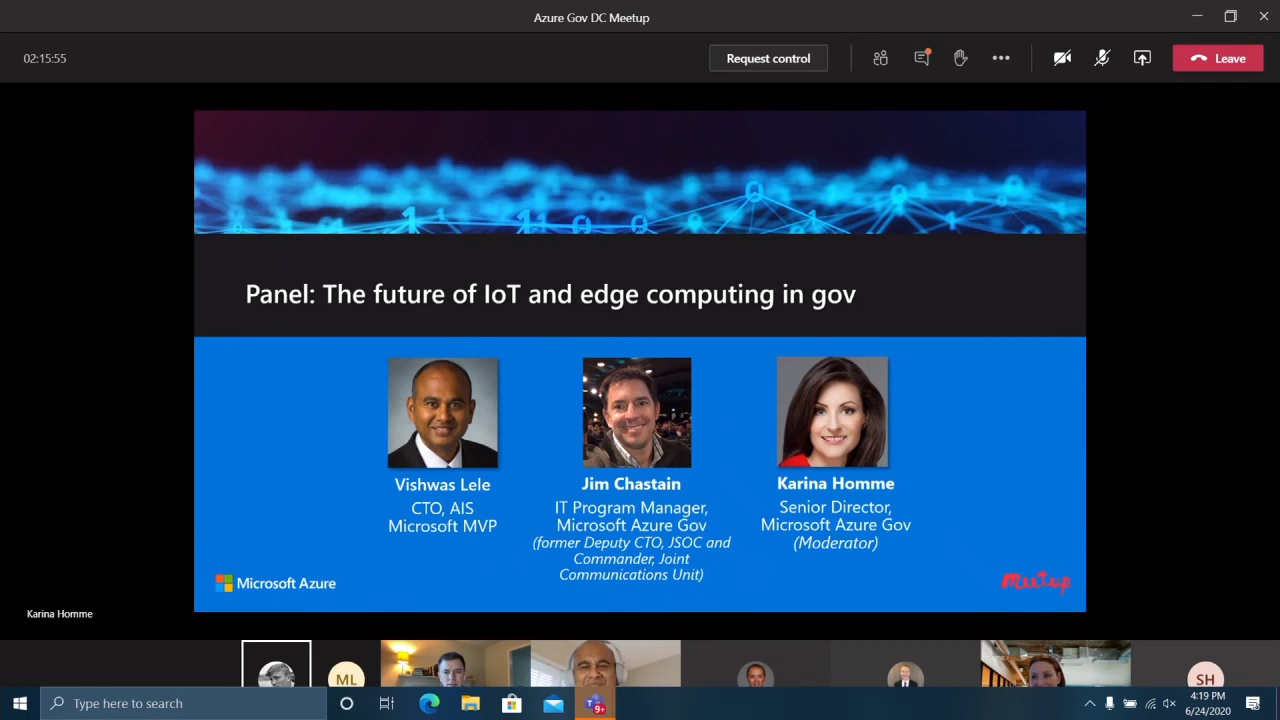 Azure Gov DC Meetup
02:15:55
Request control
Leave
Panel: The future of IoT and edge computing in gov
Vishwas Lele
CTO, AIS
Microsoft MVP
Jim Chastain
IT Program Manager,
Microsoft Azure Gov
(former Deputy CTO, JSOC and
Commander, Joint
Communications Unit)
Karina Homme
Senior Director,
Microsoft Azure Gov
(Moderator)
Microsoft Azure
Meetup
Karina Homme
ML
SH
Type here to search
9+
4:19 PM
6/24/2020